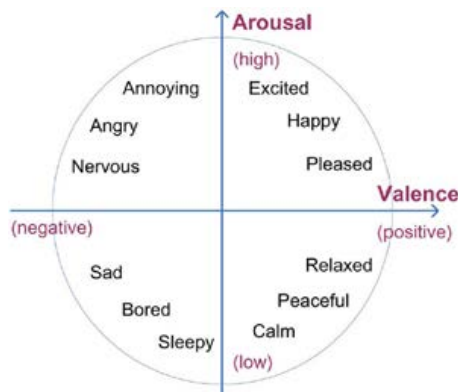 Arousal
(high)
Annoying
Excited
Angry
Happy
Nervous
Pleased
Valence
(negative)
(positive)
Sad
Relaxed
Bored
Peaceful
Sleepy
Calm
(low)